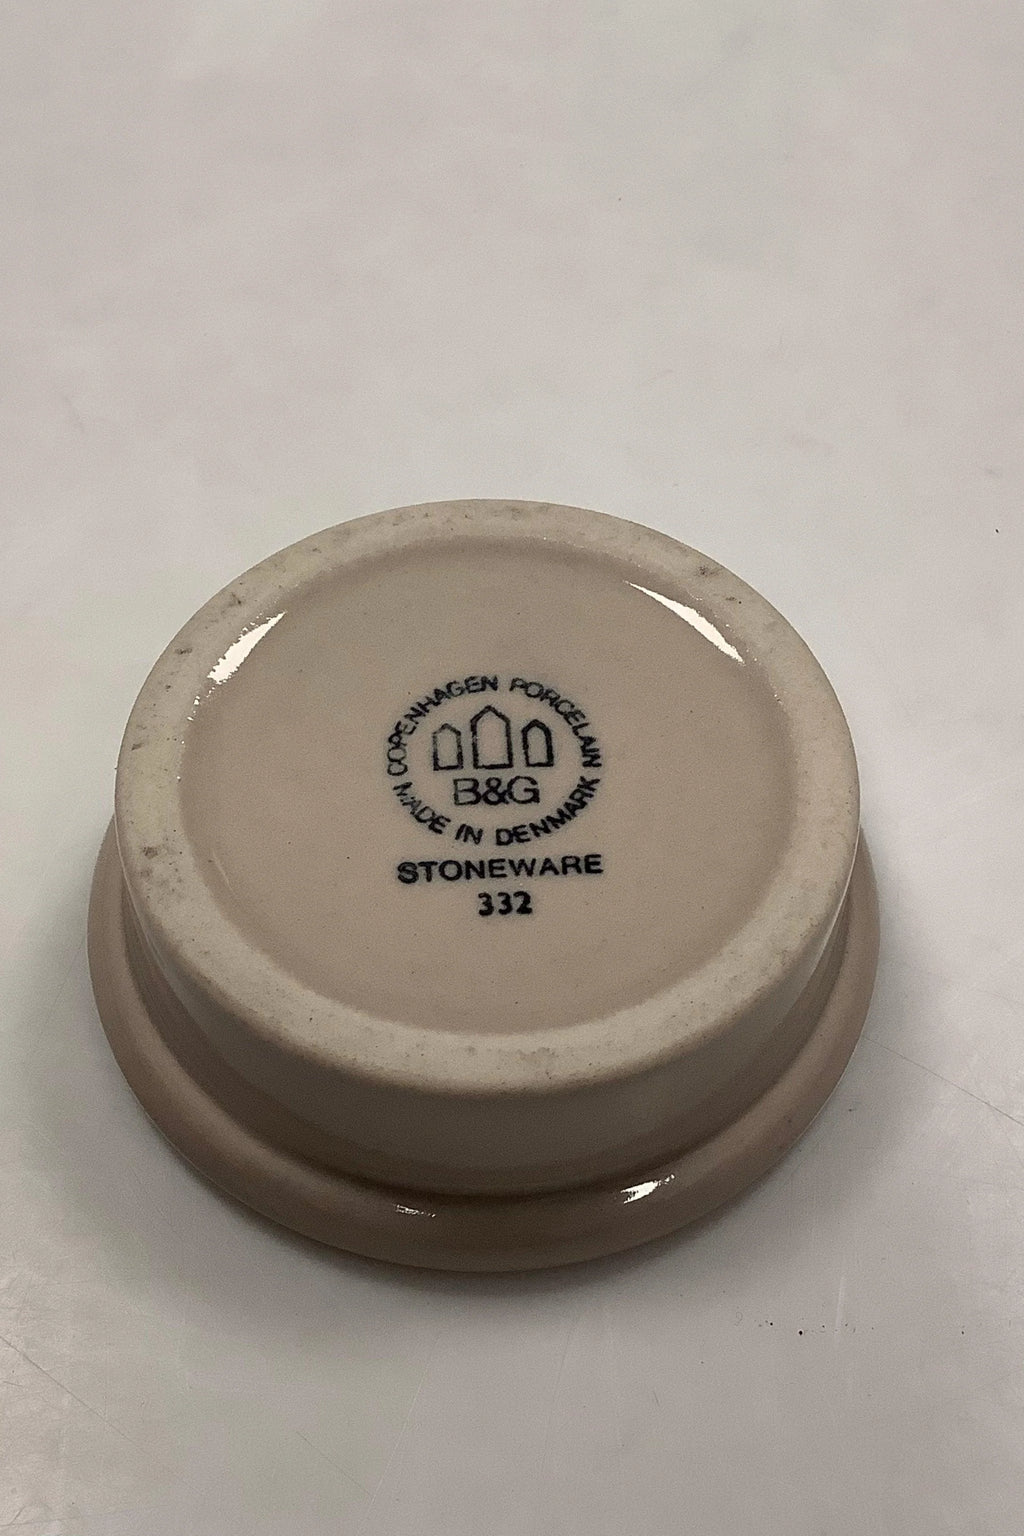 COPENHAGEN PORCELAIN
B&G
MADE IN DENMARK
STONEWARE
332